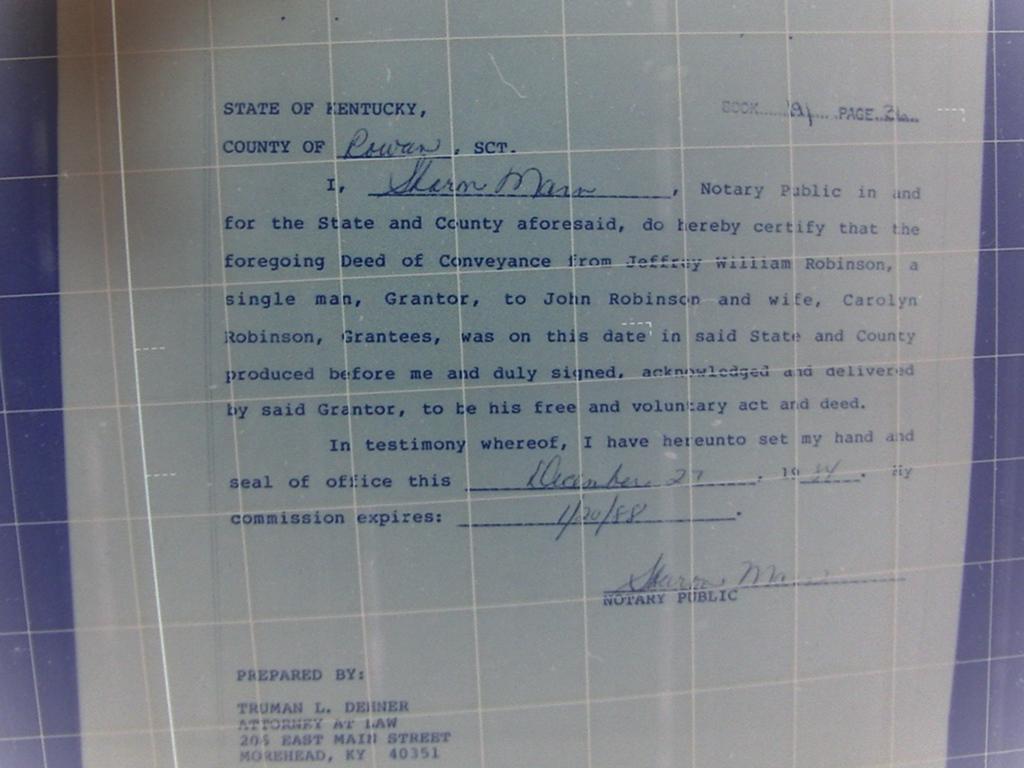 STATE OF KENTUCKY,
BOOK PAGE
COUNTY OF Rowan, SCT.
I, Sharon Mann, Notary Public in and
for the State and County aforesaid, do hereby certify that the
foregoing Deed of Conveyance from Jeffrey William Robinson, a
single man, Grantor, to John Robinson and wife, Carolyn
Robinson, Grantees, was on this date in said State and County
produced before me and duly signed, acknowledged and delivered
by said Grantor, to be his free and voluntary act and deed.
In testimony whereof, I have hereunto set my hand and
seal of office this December 27, 19 . My
commission expires: 1/20/88.
Sharon
NOTARY PUBLIC
PREPARED BY:
TRUMAN L. DEHNER
ATTORNEY AT LAW
206 EAST MAIN STREET
MOREHEAD, KY 40351